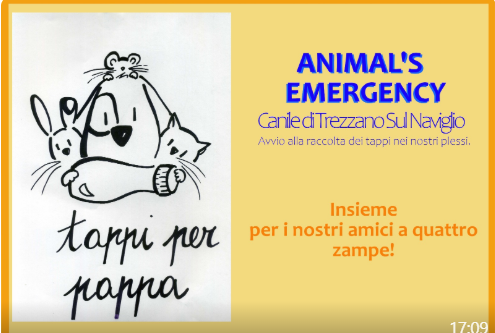 tappi per
pappa
ANIMAL'S
EMERGENCY
Canile di Trezzano Sul Naviglio
Avvio alla raccolta dei tappi nei nostri plessi.
Insieme
per i nostri amici a quattro
zampe!
17:09